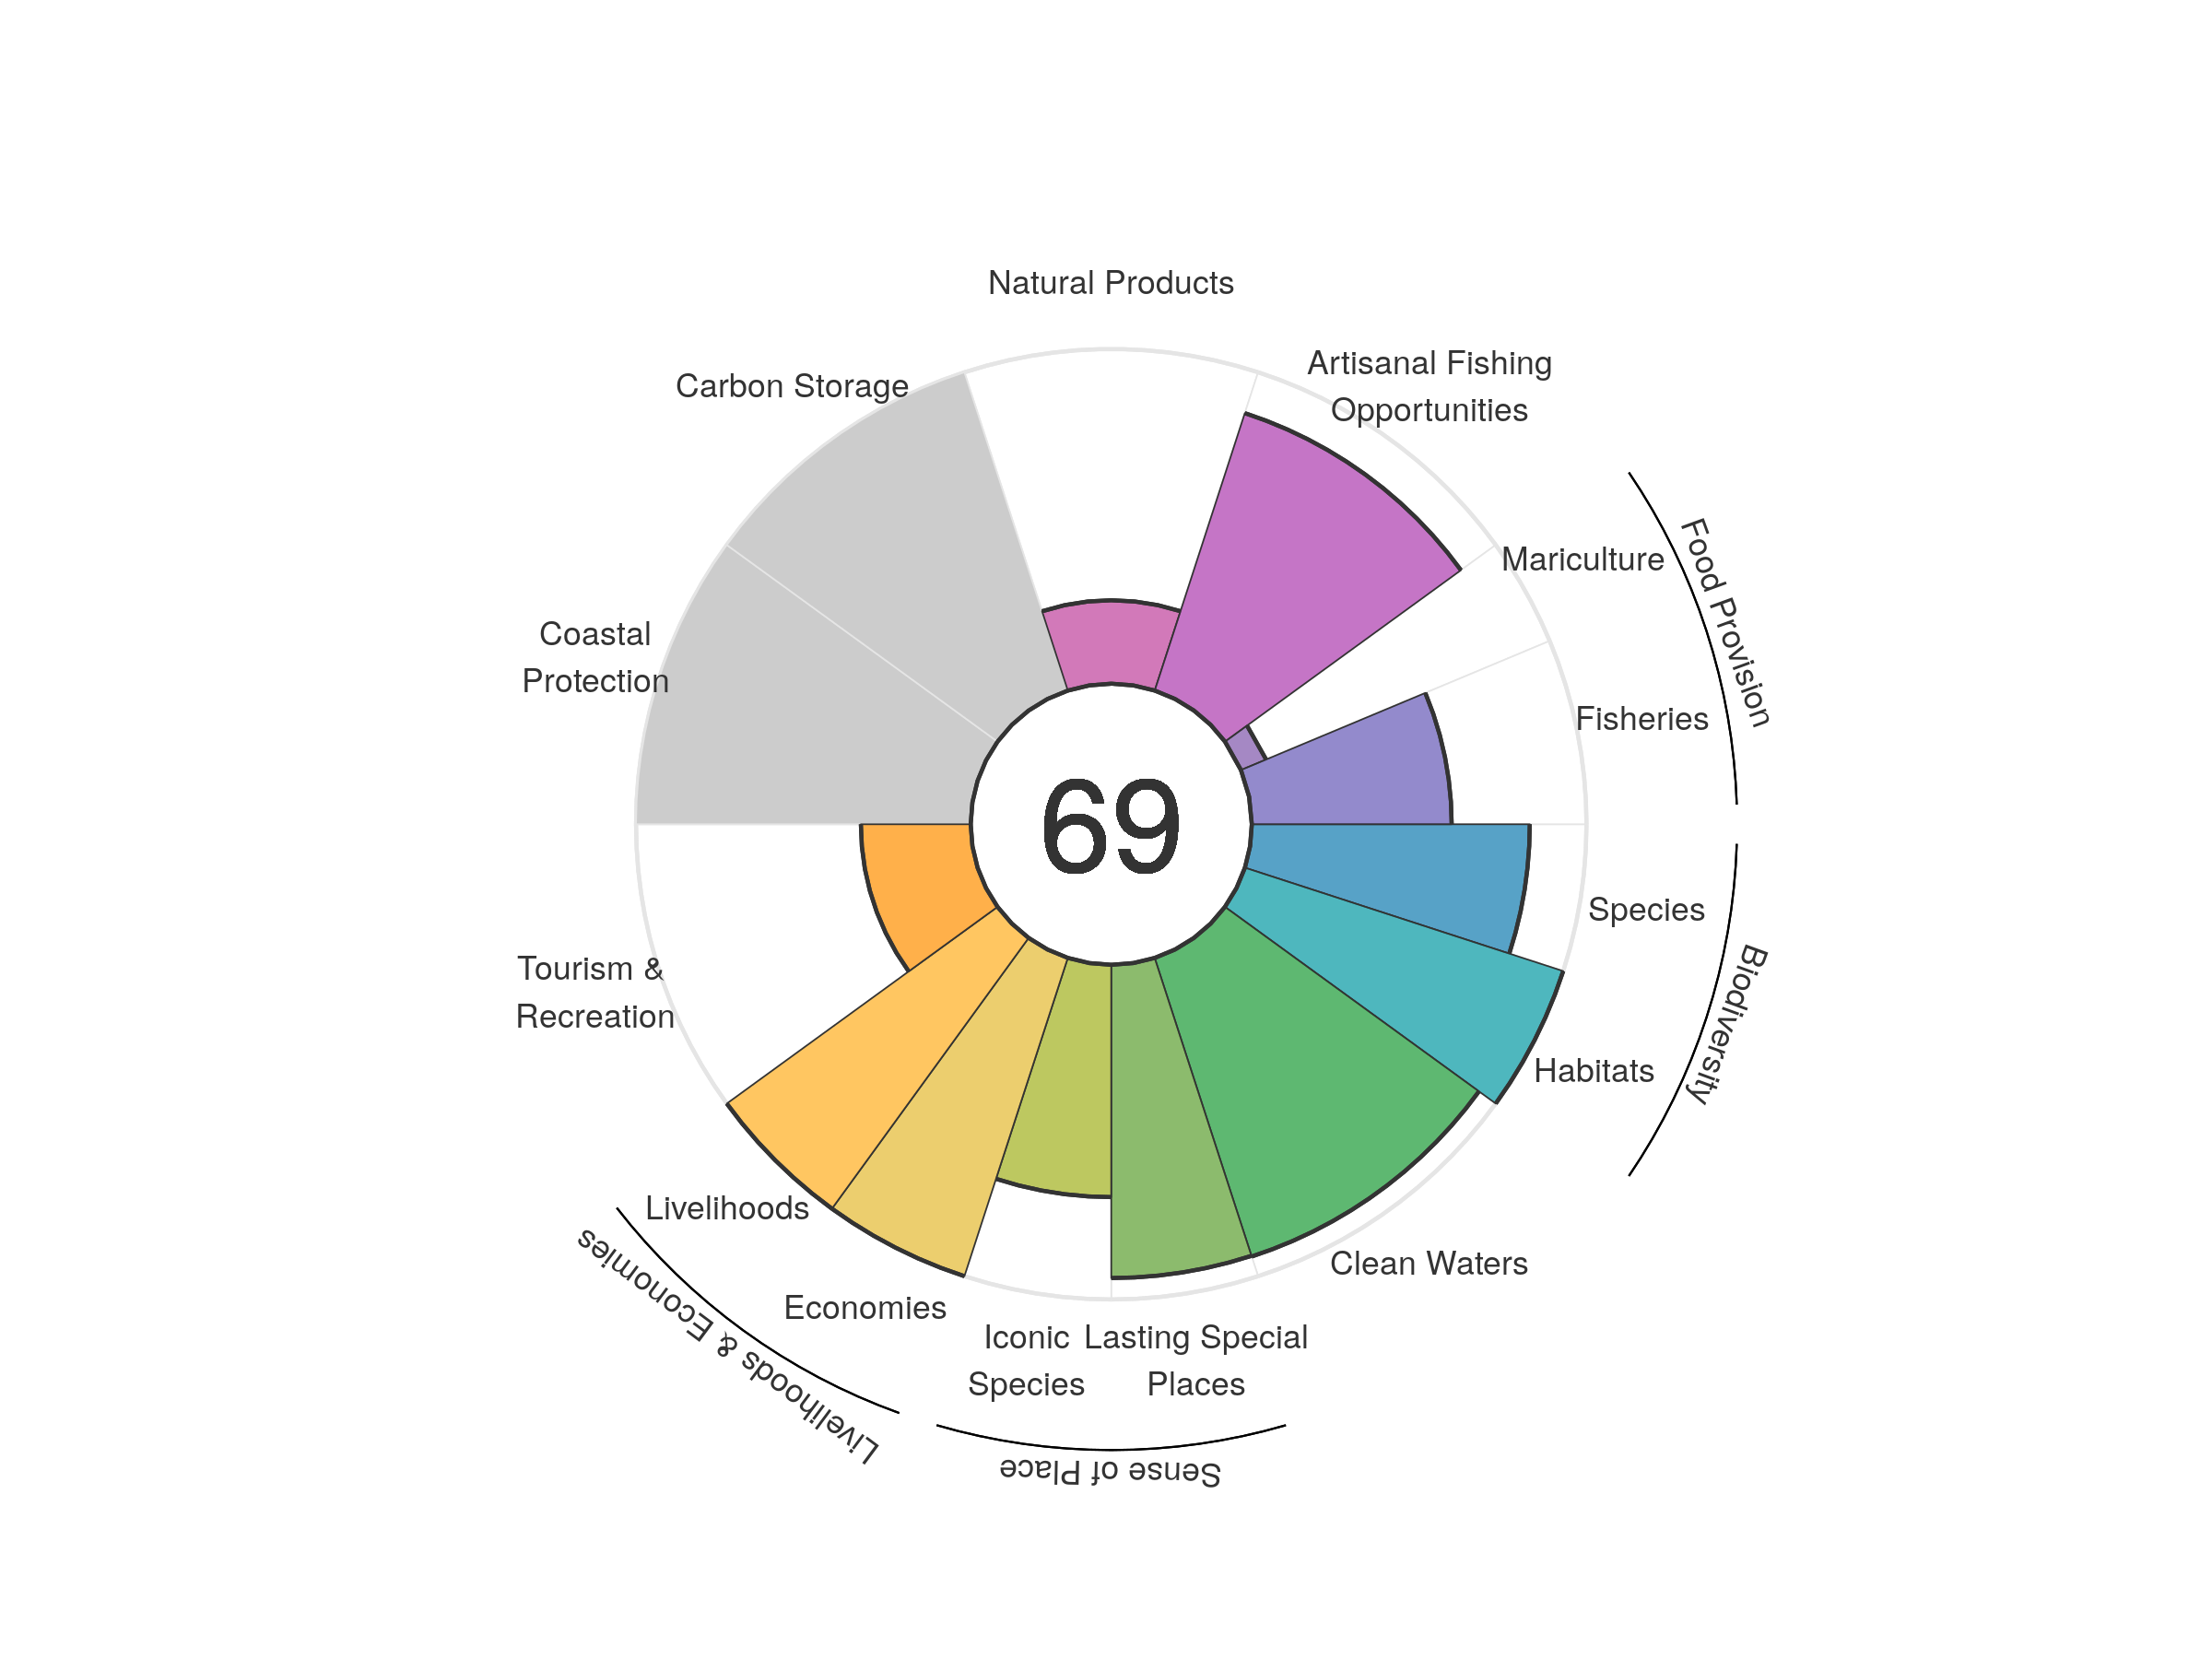 Natural Products
Artisanal Fishing
Opportunities
Carbon Storage
Mariculture
Food Provision
Coastal
Protection
Fisheries
69
Species
Biodiversity
Tourism &
Recreation
Habitats
Livelihoods
Clean Waters
Economies
Livelihoods & Economies
Iconic
Species
Lasting Special
Places
Sense of Place